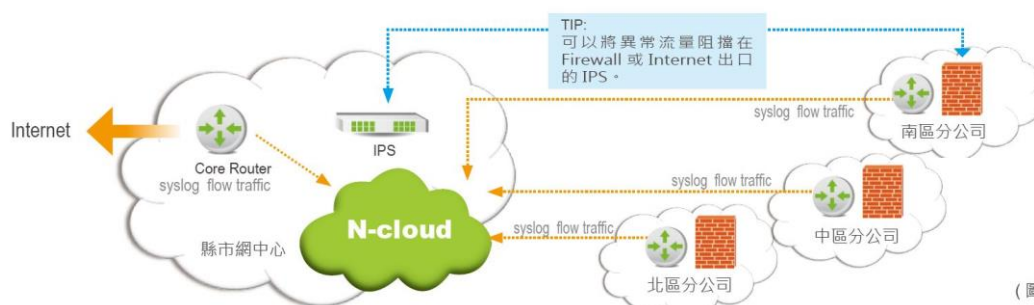 TIP:
可以將異常流量阻擋在
Firewall 或 Internet 出口
的 IPS。
syslog flow traffic
南區分公司
Internet
Core Router
syslog flow traffic
IPS
N-cloud
縣市網中心
syslog flow traffic
中區分公司
syslog flow traffic
北區分公司
(